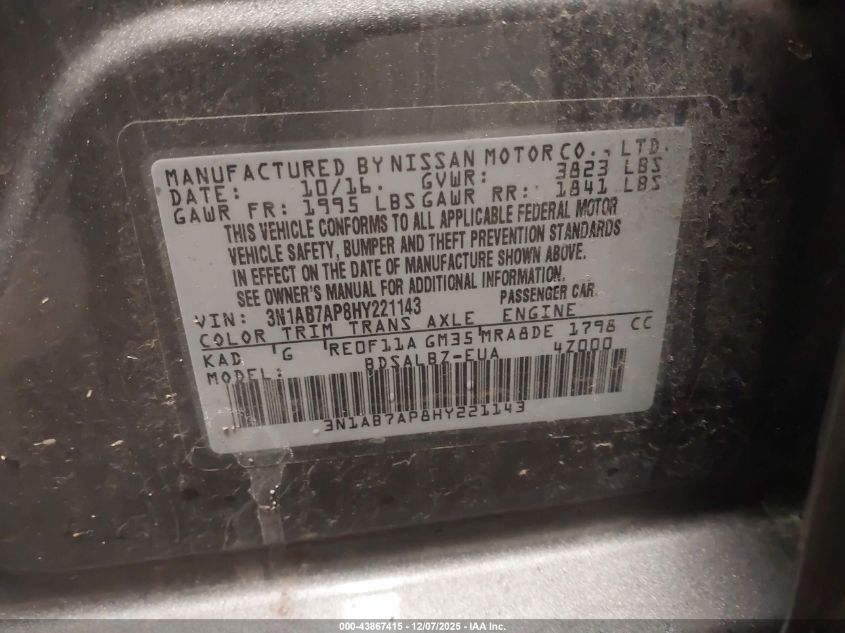 MANUFACTURED BY NISSAN MOTOR CO., LTD.
DATE: 10/16. GVWR: 3823 LBS
GAWR FR: 1995 LBS GAWR RR: 1841 LBS
THIS VEHICLE CONFORMS TO ALL APPLICABLE FEDERAL MOTOR
VEHICLE SAFETY, BUMPER AND THEFT PREVENTION STANDARDS
IN EFFECT ON THE DATE OF MANUFACTURE SHOWN ABOVE.
SEE OWNER'S MANUAL FOR ADDITIONAL INFORMATION.
VIN: 3N1AB7AP8HY221143 PASSENGER CAR
COLOR TRIM TRANS AXLE ENGINE
KAD G RE0F11A GM35 MRA8DE 1798 CC
MODEL: BDSALBZ-EUA 4Z000
3N1AB7AP8HY221143
000-43867415 - 12/07/2025 - IAA Inc.